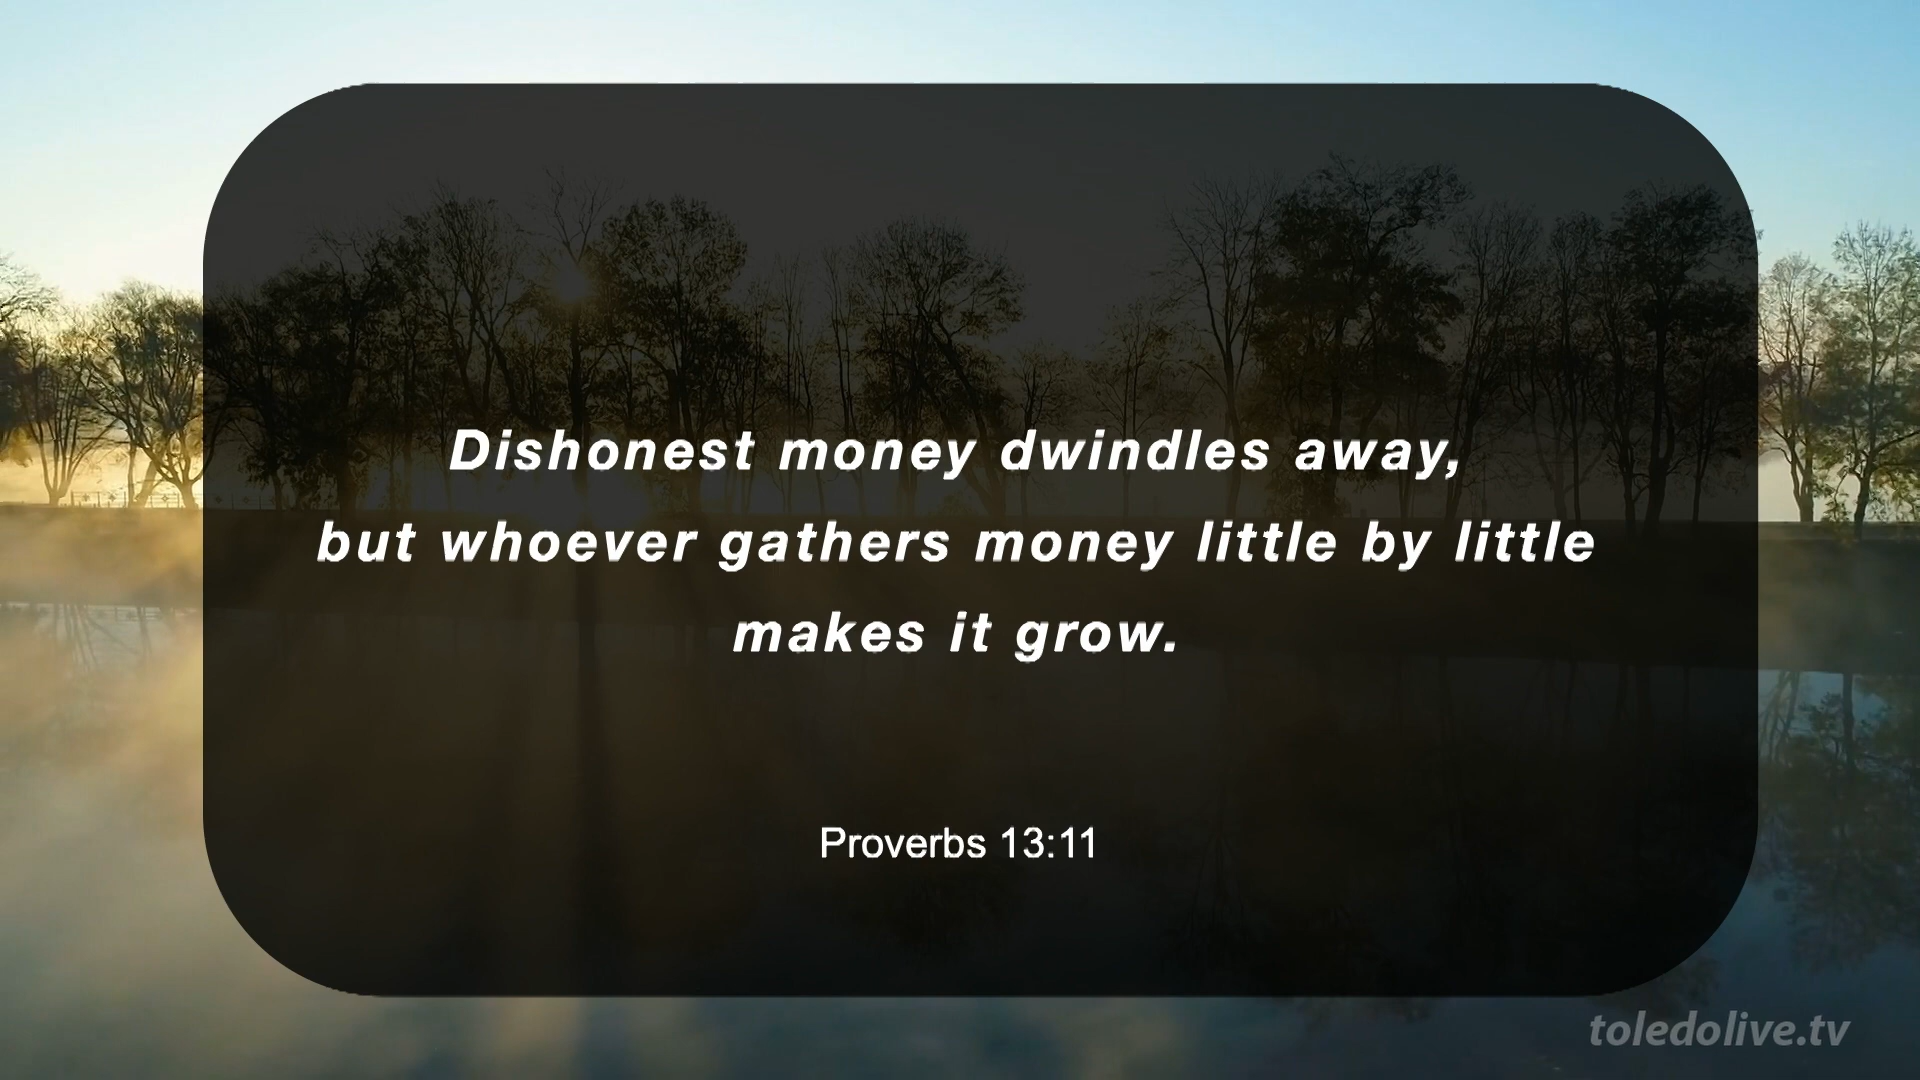 Dishonest money dwindles away,
but whoever gathers money little by little
makes it grow.
Proverbs 13:11
toledolive.tv